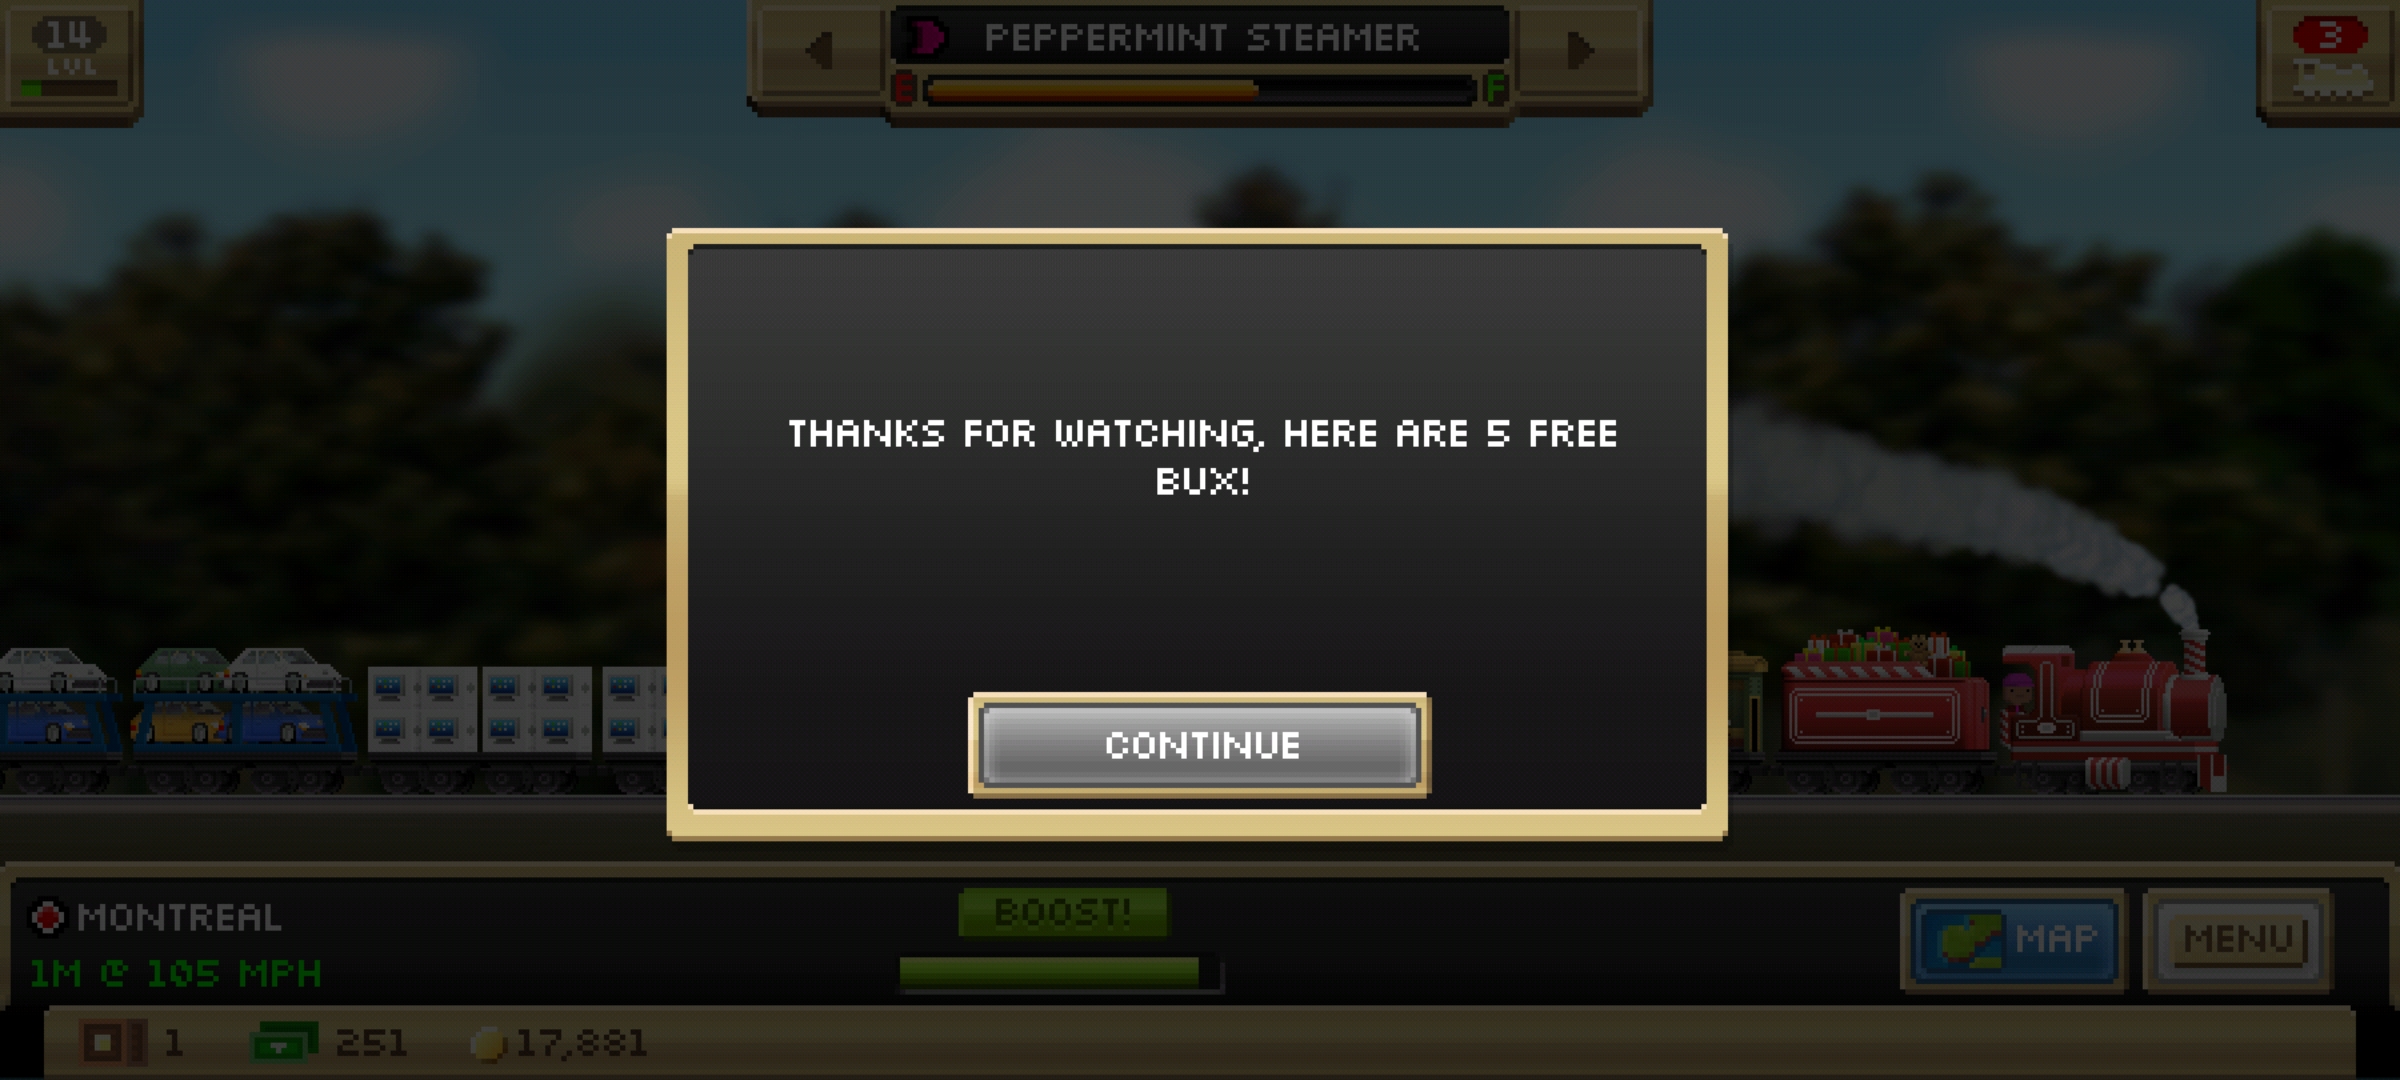 14
LVL
PEPPERMINT STEAMER
E
F
3
THANKS FOR WATCHING, HERE ARE 5 FREE
BUX!
CONTINUE
MONTREAL
1M @ 105 MPH
BOOST!
MAP
MENU
1
251
17,881